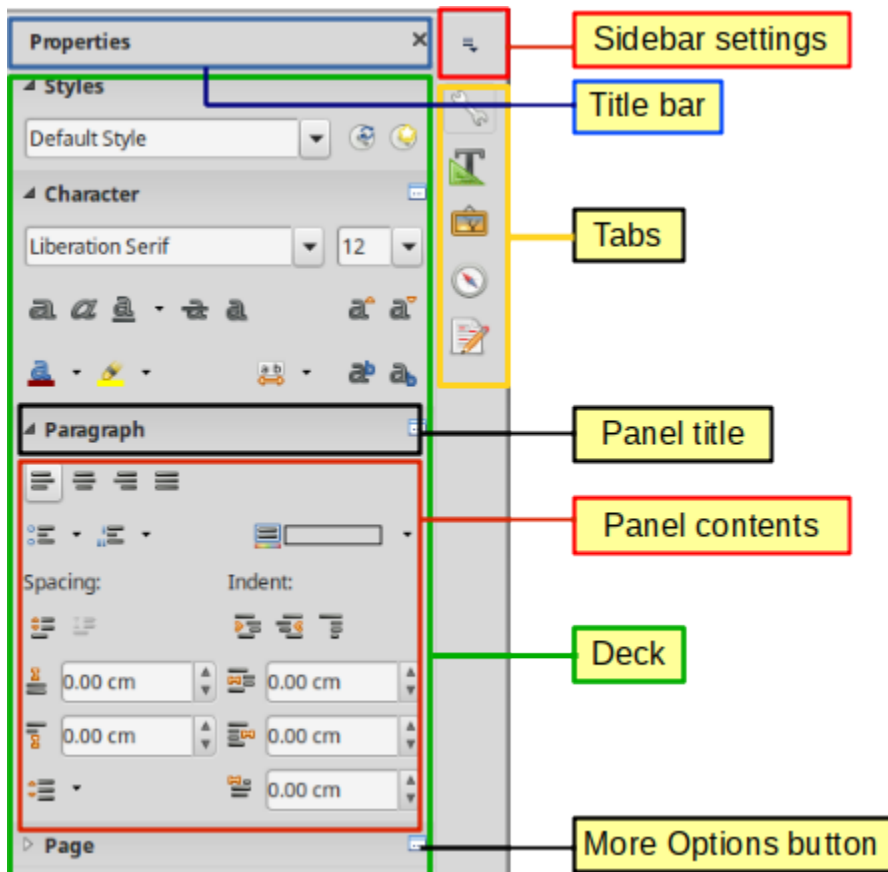 Properties
Sidebar settings
Styles
Title bar
Default Style
Character
Tabs
Liberation Serif 12
Paragraph
Panel title
Panel contents
Spacing: Indent:
Deck
0.00 cm 0.00 cm
0.00 cm 0.00 cm
0.00 cm
Page
More Options button